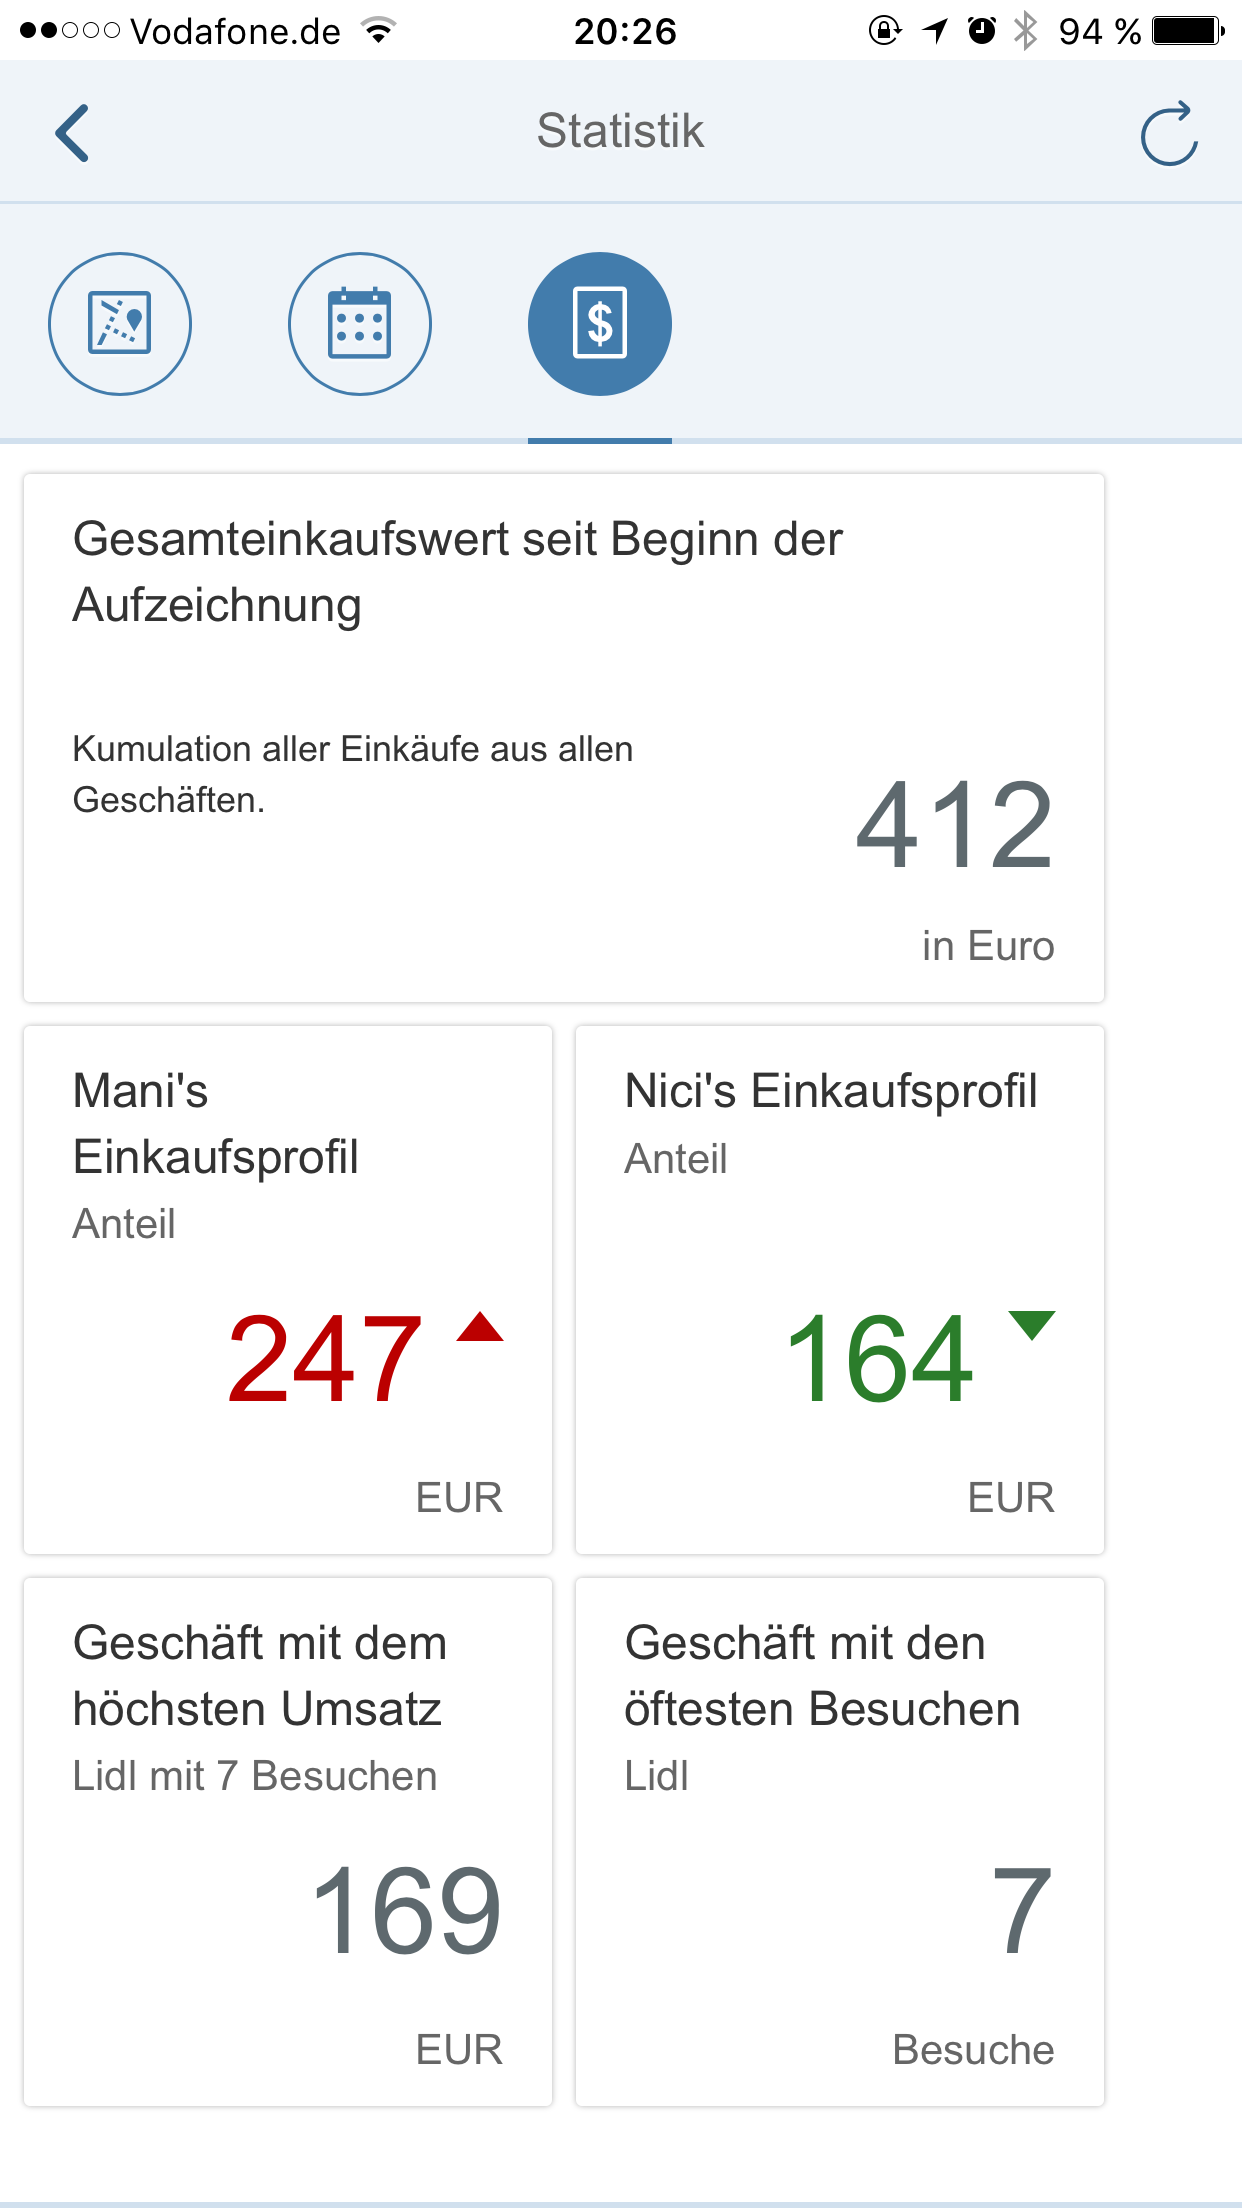 Vodafone.de 20:26 94 %
Statistik
$
Gesamteinkaufswert seit Beginn der
Aufzeichnung
Kumulation aller Einkäufe aus allen
Geschäften.
412
in Euro
Mani's
Einkaufsprofil
Anteil
247
EUR
Nici's Einkaufsprofil
Anteil
164
EUR
Geschäft mit dem
höchsten Umsatz
Lidl mit 7 Besuchen
169
EUR
Geschäft mit den
öftesten Besuchen
Lidl
7
Besuche